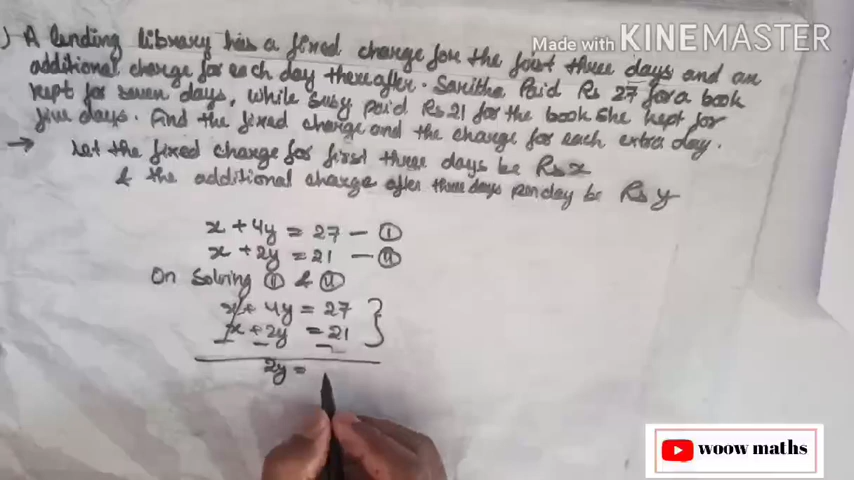 ) A lending library has a fixed charge for the first three days and an
additional charge for each day thereafter. Saritha Paid Rs 27 for a book
kept for seven days, while Susy paid Rs 21 for the book she kept for
five days. Find the fixed charge and the charge for each extra day.
→ Let the fixed charge for first three days be Rs x
& the additional charge after three days per day be Rs y
x + 4y = 27 — (I)
x + 2y = 21 — (II)
On Solving (I) & (II)
x + 4y = 27
x + 2y = 21
2y =
Made with KINEMASTER
woow maths